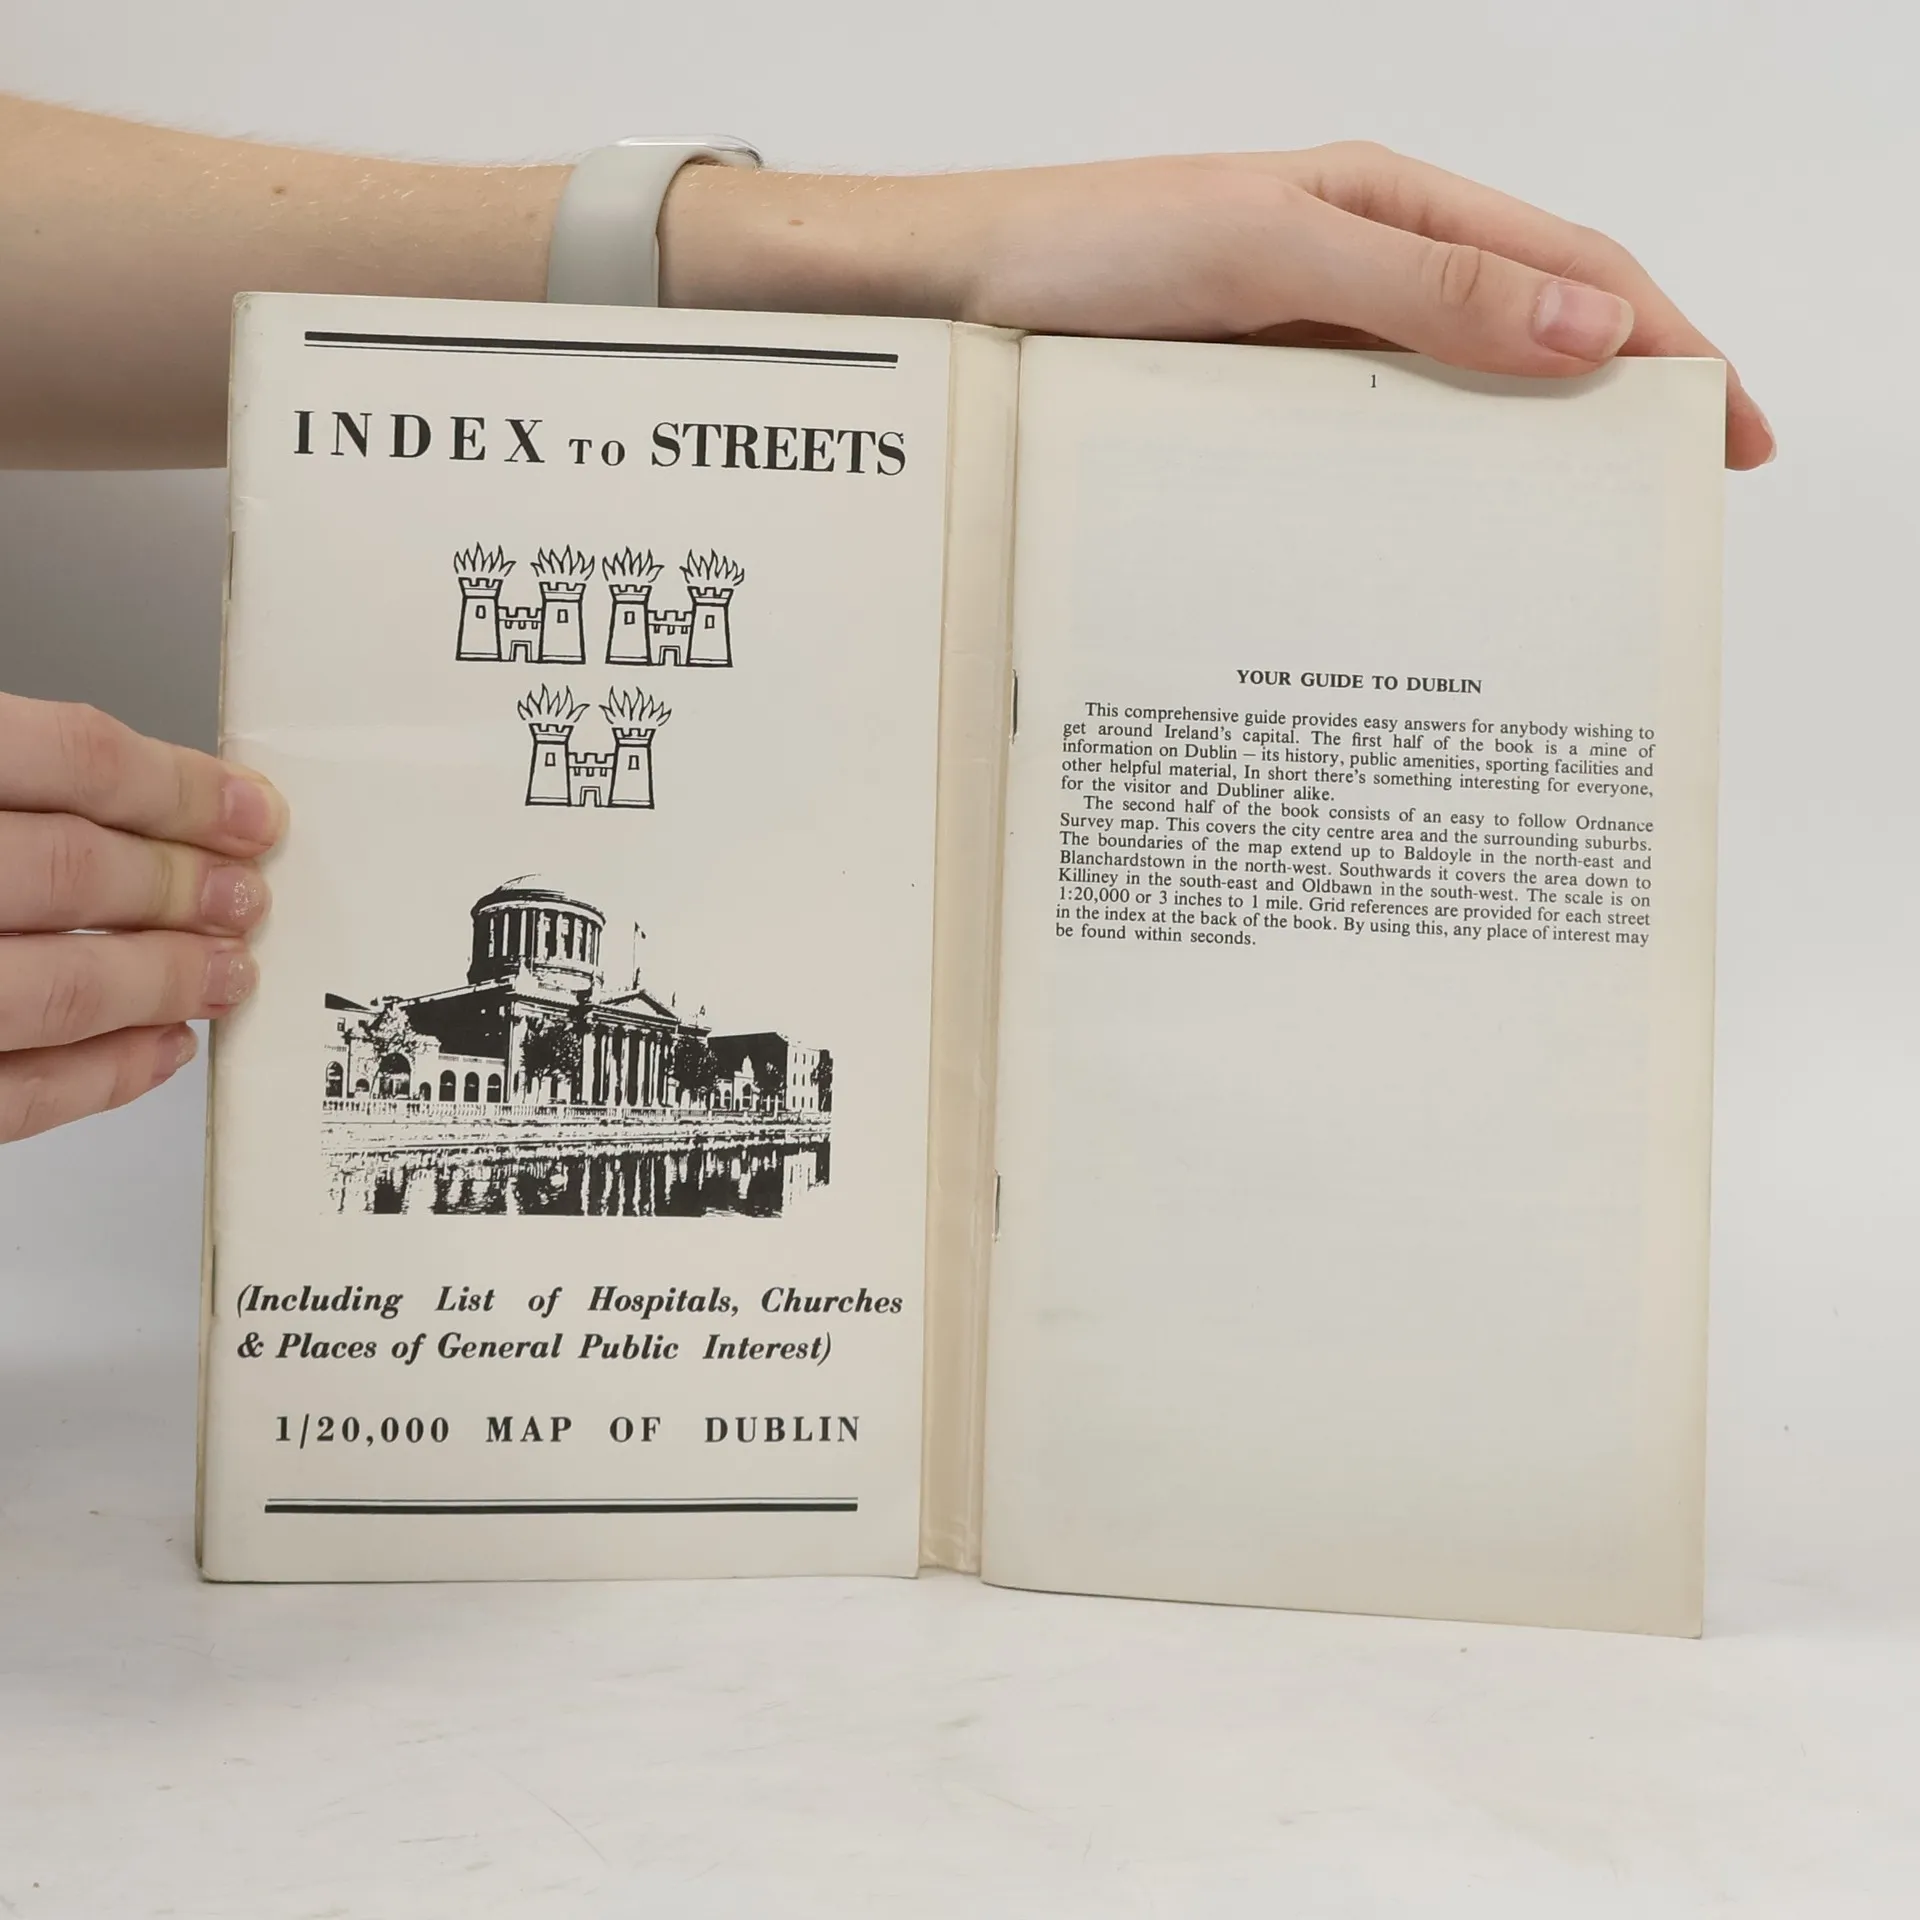 INDEX TO STREETS
(Including List of Hospitals, Churches
& Places of General Public Interest)
1/20,000 MAP OF DUBLIN
1
YOUR GUIDE TO DUBLIN
This comprehensive guide provides easy answers for anybody wishing to
get around Ireland's capital. The first half of the book is a mine of
information on Dublin – its history, public amenities, sporting facilities and
other helpful material, In short there's something interesting for everyone,
for the visitor and Dubliner alike.
The second half of the book consists of an easy to follow Ordnance
Survey map. This covers the city centre area and the surrounding suburbs.
The boundaries of the map extend up to Baldoyle in the north-east and
Blanchardstown in the north-west. Southwards it covers the area down to
Killiney in the south-east and Oldbawn in the south-west. The scale is on
1:20,000 or 3 inches to 1 mile. Grid references are provided for each street
in the index at the back of the book. By using this, any place of interest may
be found within seconds.